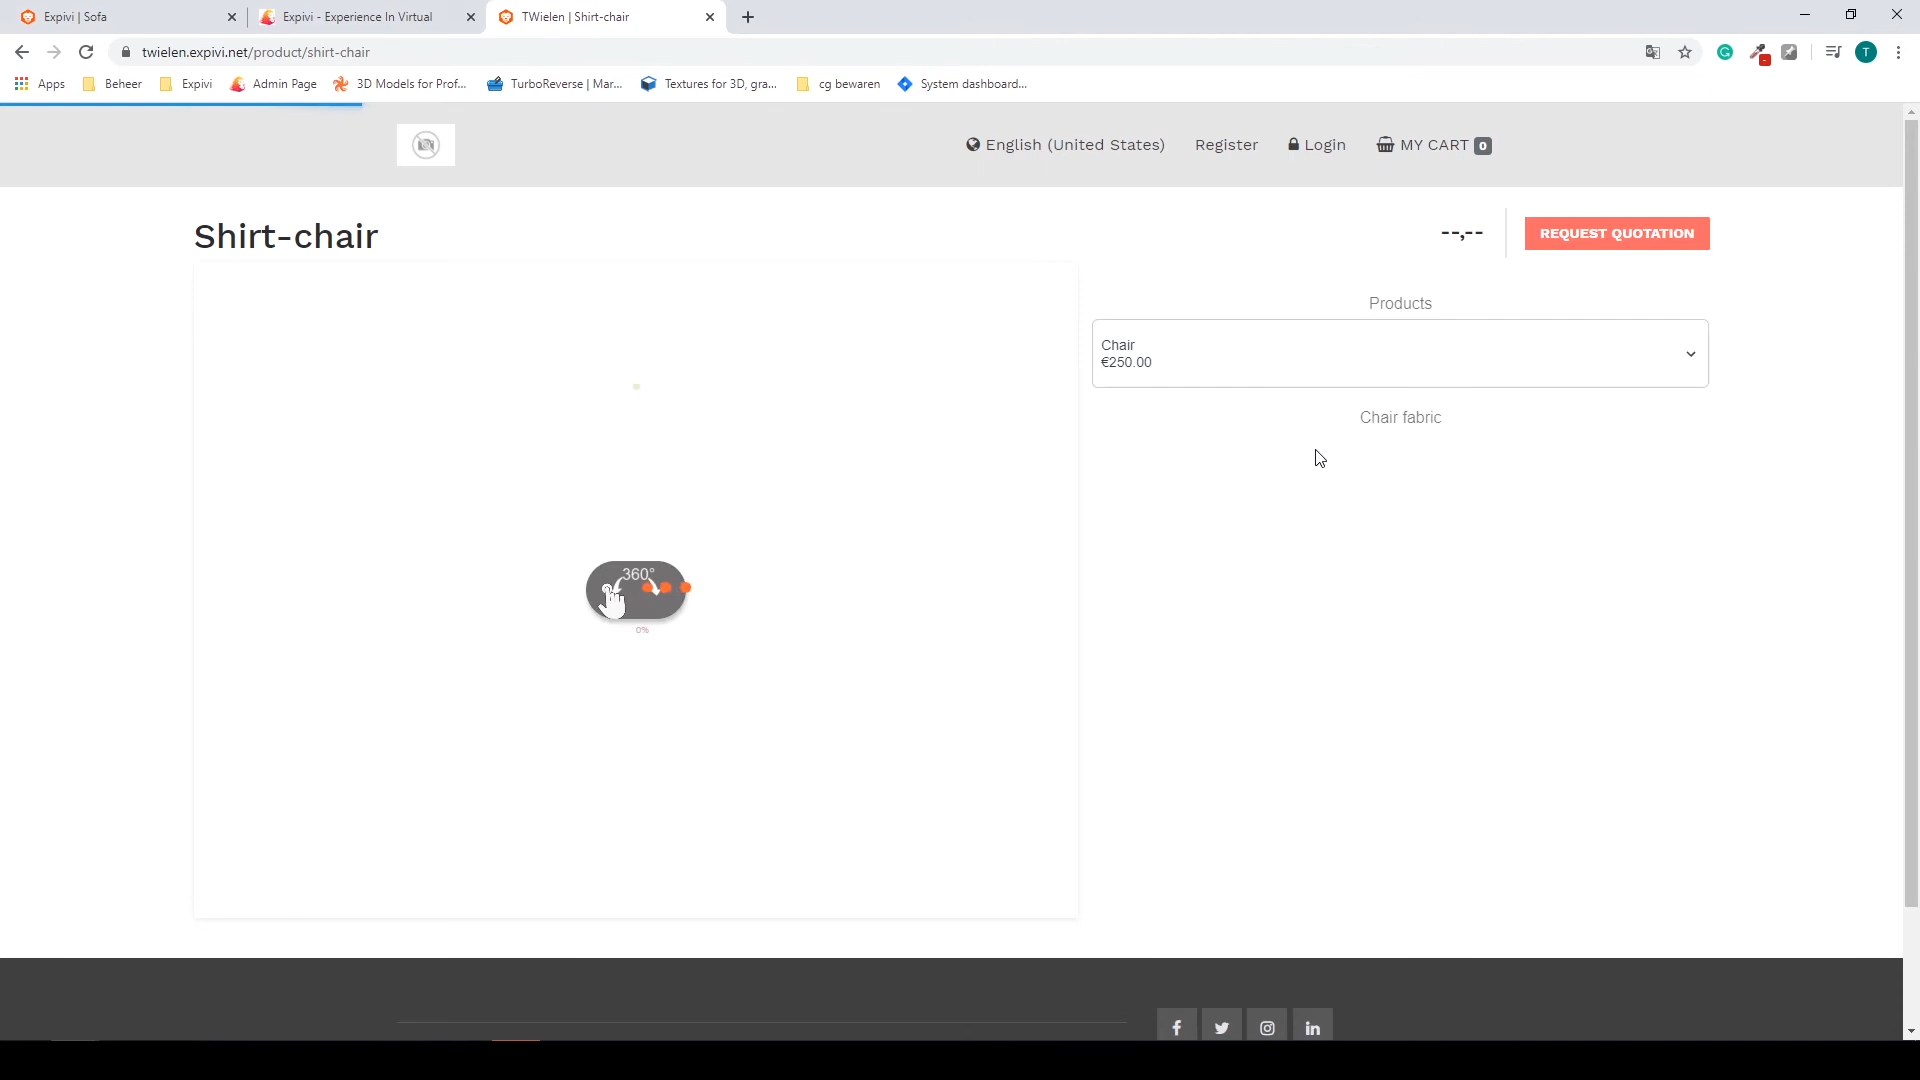 Expivi | Sofa
Expivi - Experience In Virtual
TWielen | Shirt-chair
twielen.expivi.net/product/shirt-chair
T
Apps
Beheer
Expivi
Admin Page
3D Models for Prof...
TurboReverse | Mar...
Textures for 3D, gra...
cg bewaren
System dashboard...
English (United States)
Register
Login
MY CART 0
Shirt-chair
--,--
REQUEST QUOTATION
Products
Chair
€250.00
Chair fabric
360°
0%